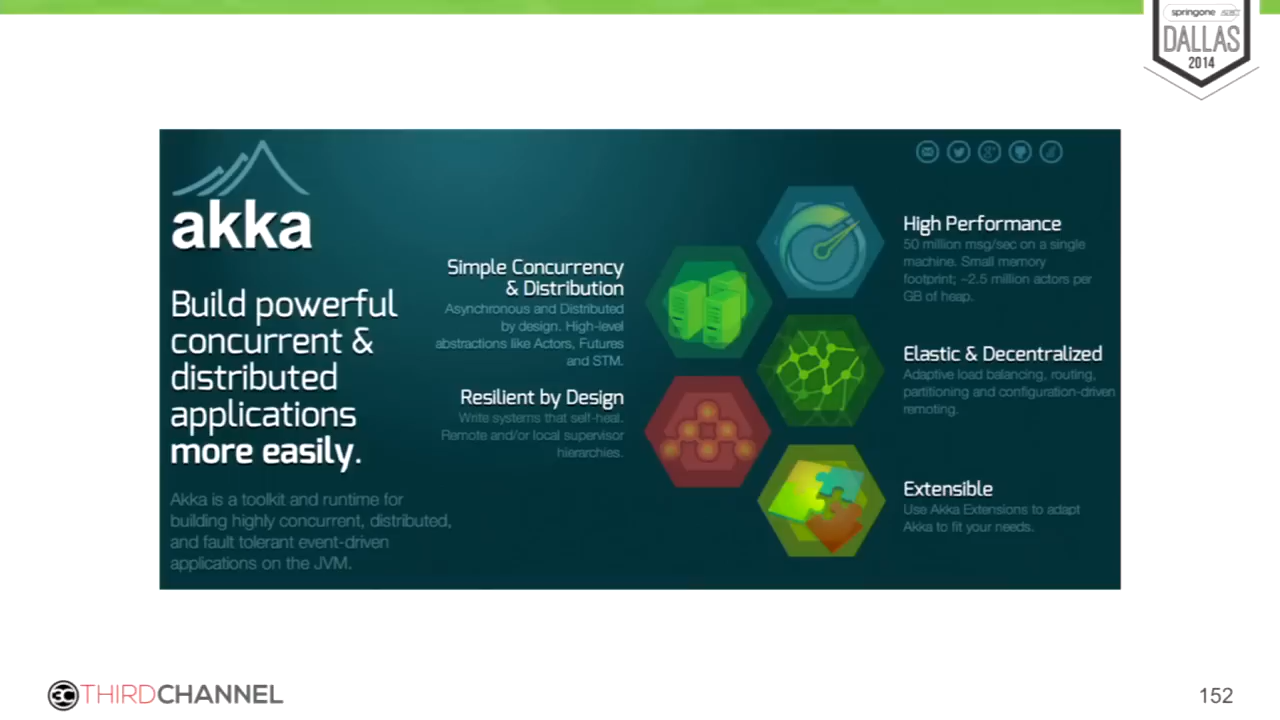 springone 2GX
DALLAS
2014
akka
Build powerful
concurrent &
distributed
applications
more easily.
Akka is a toolkit and runtime for
building highly concurrent, distributed,
and fault tolerant event-driven
applications on the JVM.
Simple Concurrency
& Distribution
Asynchronous and Distributed
by design. High-level
abstractions like Actors, Futures
and STM.
Resilient by Design
Write systems that self-heal.
Remote and/or local supervisor
hierarchies.
High Performance
50 million msg/sec on a single
machine. Small memory
footprint; ~2.5 million actors per
GB of heap.
Elastic & Decentralized
Adaptive load balancing, routing,
partitioning and configuration-driven
remoting.
Extensible
Use Akka Extensions to adapt
Akka to fit your needs.
3C THIRDCHANNEL
152